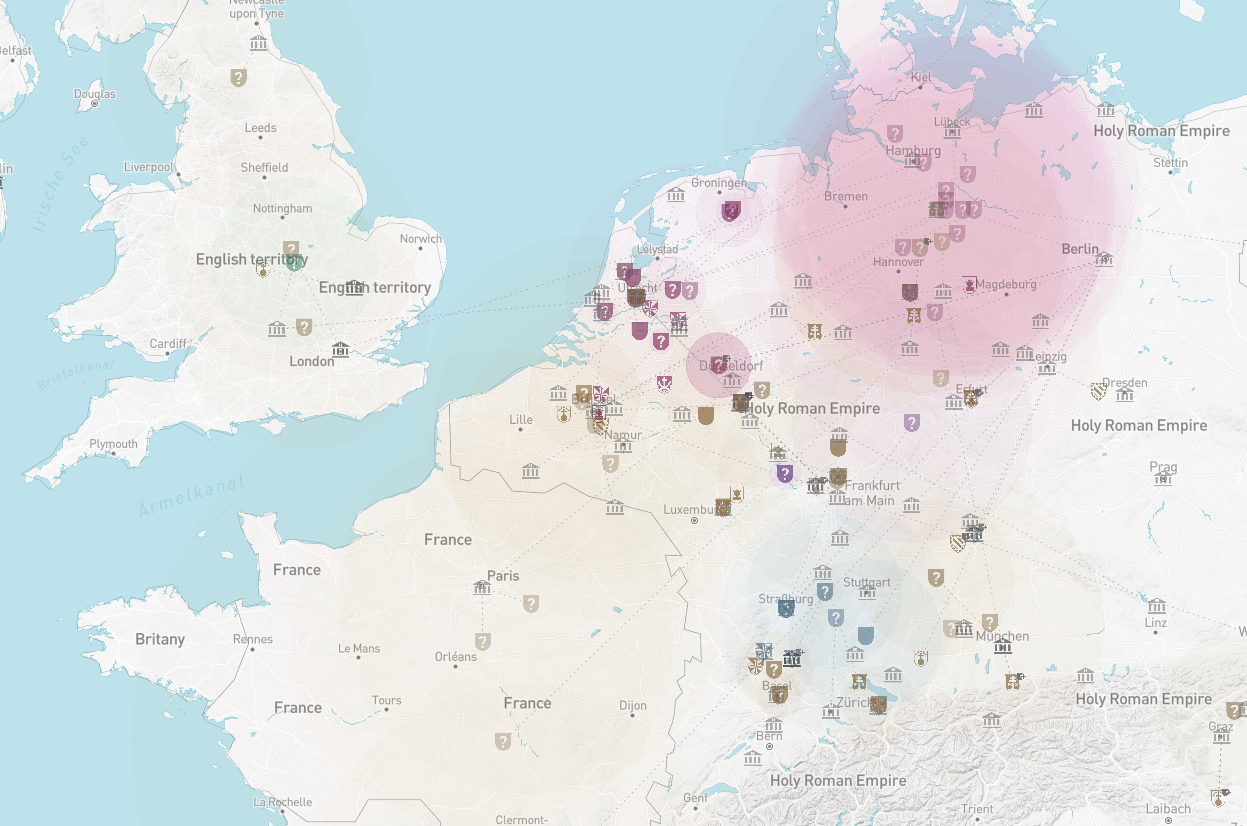 Newcastle
upon Tyne
Belfast
Douglas
Kiel
Irische See
Leeds
Lübeck
Holy Roman Empire
Hamburg
Liverpool
Sheffield
Stettin
Groningen
Nottingham
Bremen
Norwich
Lelystad
Berlin
English territory
Hannover
English territory
Magdeburg
Cardiff
London
Bristolkanal
Düsseldorf
Leipzig
Dresden
Erfurt
Holy Roman Empire
Lille
Holy Roman Empire
Plymouth
Namur
Prag
Ärmelkanal
Frankfurt
am Main
Luxemburg
France
France
Paris
Stuttgart
Straßburg
Linz
Britany
Rennes
München
Le Mans
Orléans
Basel
Tours
France
France
Dijon
Zürich
Holy Roman Empire
Graz
Bern
Holy Roman Empire
Genf
La Rochelle
Clermont-
Trient
Laibach